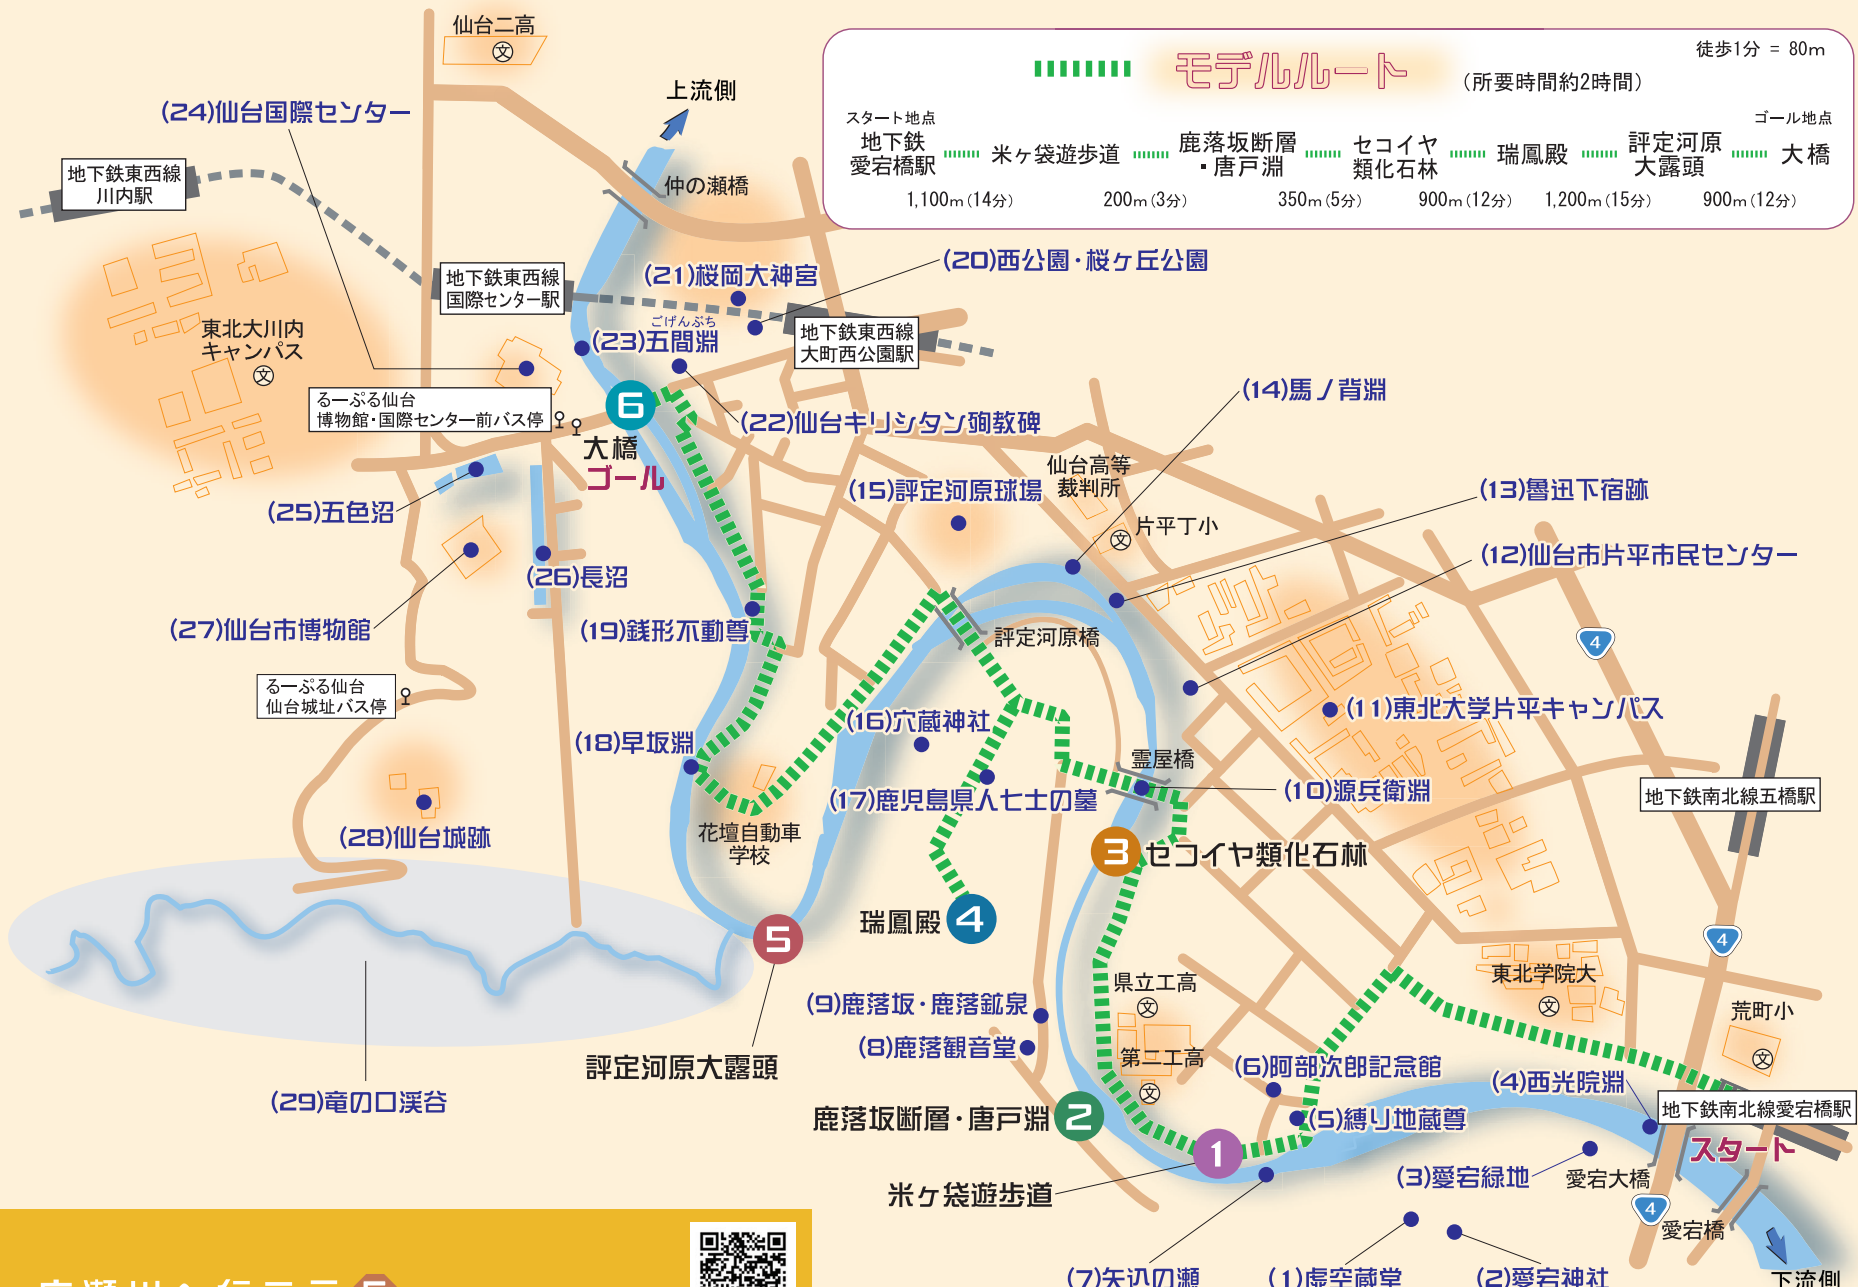 仙台二高
文
(24)仙台国際センター
上流側
地下鉄東西線
川内駅
仲の瀬橋
モデルルート
(所要時間約2時間)
徒歩1分 = 80m
スタート地点
地下鉄
愛宕橋駅
米ヶ袋遊歩道
鹿落坂断層
・唐戸淵
セコイヤ
類化石林
瑞鳳殿
評定河原
大露頭
ゴール地点
大橋
1,100m(14分)
200m(3分)
350m(5分)
900m(12分)
1,200m(15分)
900m(12分)
地下鉄東西線
国際センター駅
(21)桜岡大神宮
(20)西公園・桜ヶ丘公園
東北大川内
キャンパス
文
ごげんぶち
(23)五間淵
地下鉄東西線
大町西公園駅
るーぷる仙台
博物館・国際センター前バス停
6
大橋
ゴール
(22)仙台キリシタン殉教碑
(14)馬ノ背淵
(25)五色沼
(15)評定河原球場
仙台高等
裁判所
片平丁小
文
(13)魯迅下宿跡
(12)仙台市片平市民センター
(26)長沼
(27)仙台市博物館
(19)銭形不動尊
評定河原橋
4
るーぷる仙台
仙台城址バス停
(18)早坂淵
(16)穴蔵神社
(11)東北大学片平キャンパス
霊屋橋
(17)鹿児島県人七士の墓
(10)源兵衛淵
地下鉄南北線五橋駅
(28)仙台城跡
花壇自動車
学校
3
セコイヤ類化石林
瑞鳳殿
4
5
4
東北学院大
文
県立工高
文
(9)鹿落坂・鹿落鉱泉
(8)鹿落観音堂
第二工高
文
荒町小
文
評定河原大露頭
(29)竜の口渓谷
(6)阿部次郎記念館
(4)西光院淵
鹿落坂断層・唐戸淵
2
(5)縛り地蔵尊
地下鉄南北線愛宕橋駅
スタート
1
米ヶ袋遊歩道
(3)愛宕緑地
愛宕大橋
4
愛宕橋
(7)矢込の瀬
(1)虚空蔵堂
(2)愛宕神社
下流側